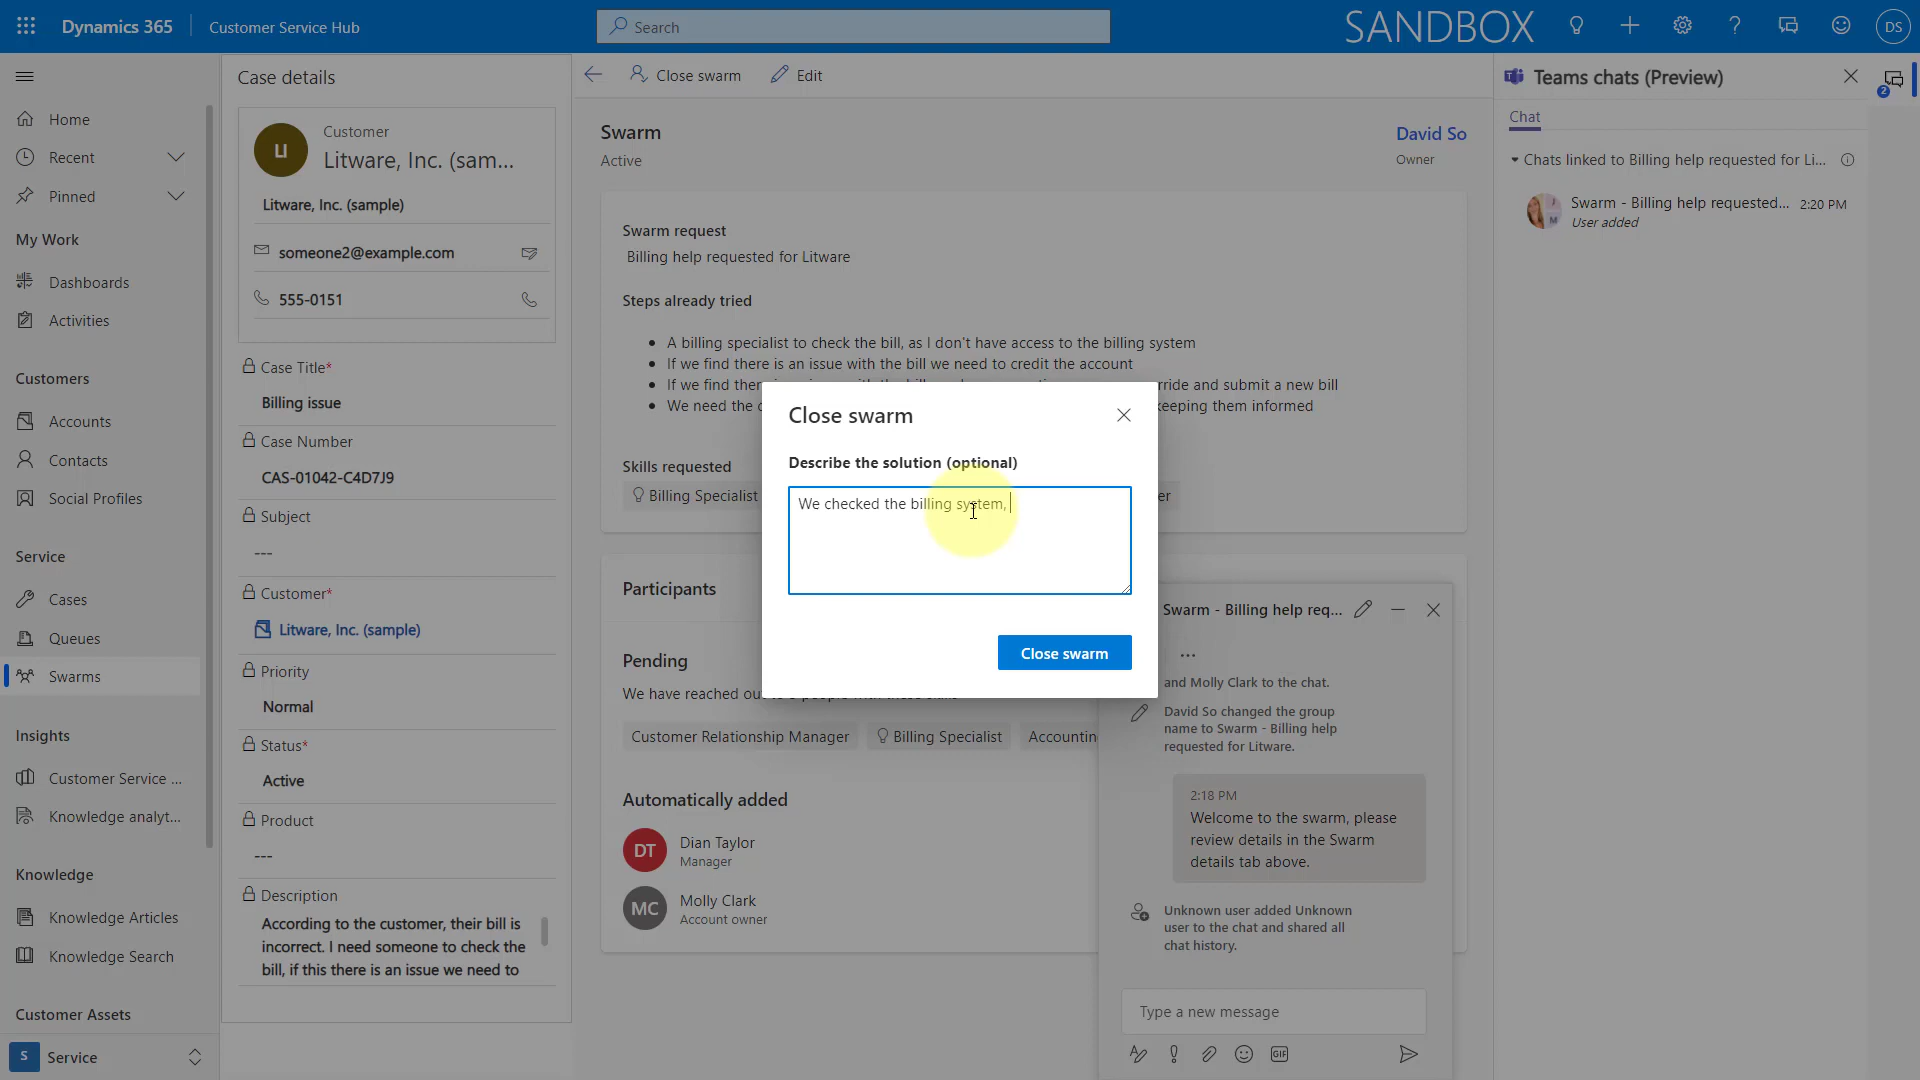 Dynamics 365
Customer Service Hub
Search
SANDBOX
DS
Home
Recent
Pinned
My Work
Dashboards
Activities
Customers
Accounts
Contacts
Social Profiles
Service
Cases
Queues
Swarms
Insights
Customer Service ...
Knowledge analyt...
Knowledge
Knowledge Articles
Knowledge Search
Customer Assets
S
Service
Case details
LI
Customer
Litware, Inc. (sam...
Litware, Inc. (sample)
someone2@example.com
555-0151
Case Title*
Billing issue
Case Number
CAS-01042-C4D7J9
Subject
---
Customer*
Litware, Inc. (sample)
Priority
Normal
Status*
Active
Product
---
Description
According to the customer, their bill is
incorrect. I need someone to check the
bill, if this there is an issue we need to
Close swarm
Edit
Swarm
Active
David So
Owner
Swarm request
Billing help requested for Litware
Steps already tried
• A billing specialist to check the bill, as I don't have access to the billing system
• If we find there is an issue with the bill we need to credit the account
• If we find ride and submit a new bill
• We need the keeping them informed
Skills requested
Billing Specialist
Participants
Pending
We have reached
Customer Relationship Manager
Billing Specialist
Automatically added
DT
Dian Taylor
Manager
MC
Molly Clark
Account owner
Close swarm
Describe the solution (optional)
We checked the billing system,
Close swarm
Swarm - Billing help req...
...
and Molly Clark to the chat.
David So changed the group
name to Swarm - Billing help
requested for Litware.
2:18 PM
Welcome to the swarm, please
review details in the Swarm
details tab above.
Unknown user added Unknown
user to the chat and shared all
chat history.
Type a new message
GIF
Teams chats (Preview)
2
Chat
Chats linked to Billing help requested for Li...
Swarm - Billing help requested...
2:20 PM
User added
J
M